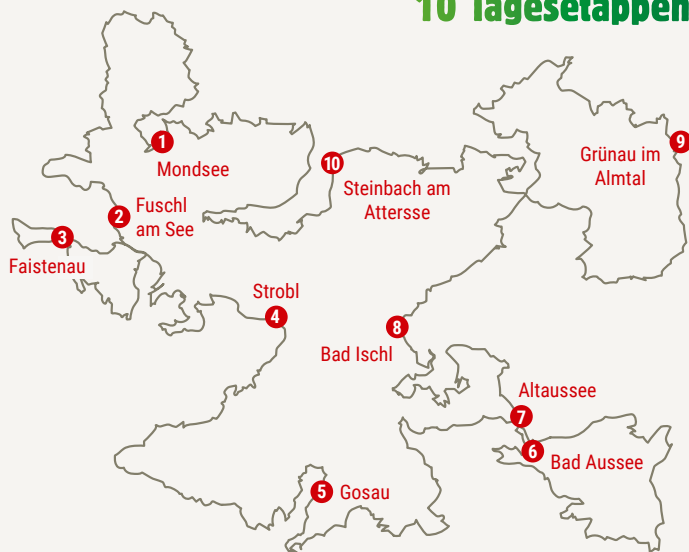 10 Tagesetappen
1
Mondsee
9
Grünau im
Almtal
10
Steinbach am
Attersse
2
Fuschl
am See
3
Faistenau
Strobl
4
8
Bad Ischl
Altaussee
7
6
Bad Aussee
5
Gosau